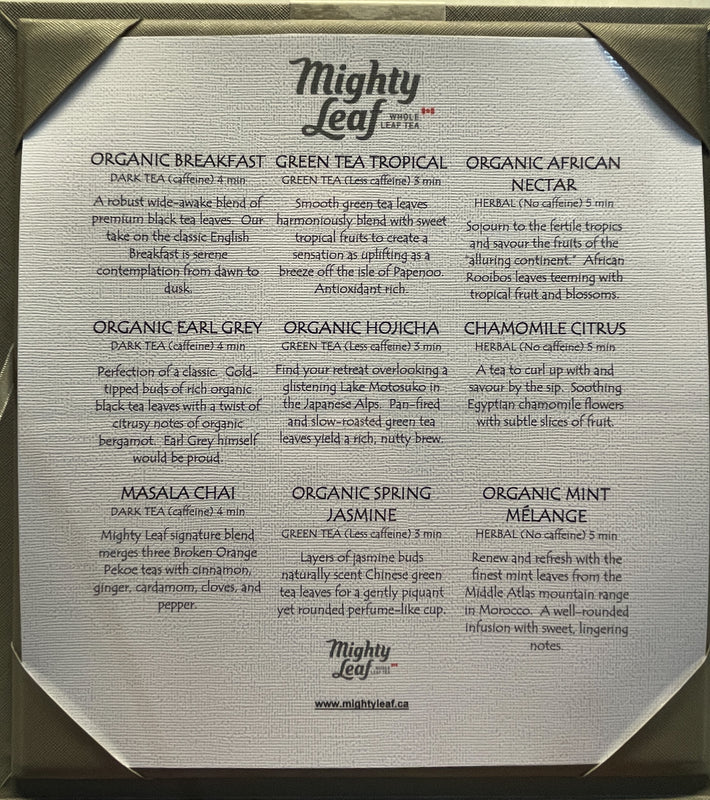 Mighty
Leaf
WHOLE
LEAF TEA
ORGANIC BREAKFAST
DARK TEA (caffeine) 4 min
A robust wide-awake blend of
premium black tea leaves. Our
take on the classic English
Breakfast is serene
contemplation from dawn to
dusk.
GREEN TEA TROPICAL
GREEN TEA (Less caffeine) 3 min
Smooth green tea leaves
harmoniously blend with sweet
tropical fruits to create a
sensation as uplifting as a
breeze off the isle of Papenoo.
Antioxidant rich.
ORGANIC AFRICAN
NECTAR
HERBAL (No caffeine) 5 min
Sojourn to the fertile tropics
and savour the fruits of the
"alluring continent." African
Rooibos leaves teeming with
tropical fruit and blossoms.
ORGANIC EARL GREY
DARK TEA (caffeine) 4 min
Perfection of a classic. Gold-
tipped buds of rich organic
black tea leaves with a twist of
citrusy notes of organic
bergamot. Earl Grey himself
would be proud.
ORGANIC HOJICHA
GREEN TEA (Less caffeine) 3 min
Find your retreat overlooking a
glistening Lake Motosuko in
the Japanese Alps. Pan-fired
and slow-roasted green tea
leaves yield a rich, nutty brew.
CHAMOMILE CITRUS
HERBAL (No caffeine) 5 min
A tea to curl up with and
savour by the sip. Soothing
Egyptian chamomile flowers
with subtle slices of fruit.
MASALA CHAI
DARK TEA (caffeine) 4 min
Mighty Leaf signature blend
merges three Broken Orange
Pekoe teas with cinnamon,
ginger, cardamom, cloves, and
pepper.
ORGANIC SPRING
JASMINE
GREEN TEA (Less caffeine) 3 min
Layers of jasmine buds
naturally scent Chinese green
tea leaves for a gently piquant
yet rounded perfume-like cup.
ORGANIC MINT
MÉLANGE
HERBAL (No caffeine) 5 min
Renew and refresh with the
finest mint leaves from the
Middle Atlas mountain range
in Morocco. A well-rounded
infusion with sweet, lingering
notes.
Mighty
Leaf
WHOLE
LEAF TEA
www.mightyleaf.ca